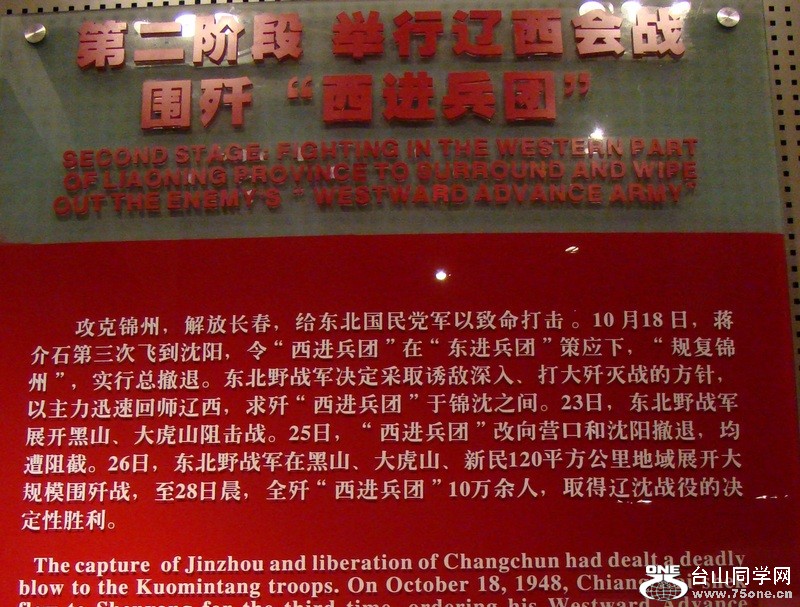 第二阶段 举行辽西会战
围歼 “西进兵团”
SECOND STAGE: FIGHTING IN THE WESTERN PART
OF LIAONING PROVINCE TO SURROUND AND WIPE
OUT THE ENEMY'S “ WESTWARD ADVANCE ARMY”
攻克锦州，解放长春，给东北国民党军以致命打击。10月18日，蒋
介石第三次飞到沈阳，令“西进兵团”在“东进兵团”策应下，“规复锦
州”，实行总撤退。东北野战军决定采取诱敌深入、打大歼灭战的方针，
以主力迅速回师辽西，求歼“西进兵团”于锦沈之间。23日，东北野战军
展开黑山、大虎山阻击战。25日，“西进兵团”改向营口和沈阳撤退，均
遭阻截。26日，东北野战军在黑山、大虎山、新民120平方公里地域展开大
规模围歼战，至28日晨，全歼“西进兵团”10万余人，取得辽沈战役的决
定性胜利。
The capture of Jinzhou and liberation of Changchun had dealt a deadly
blow to the Kuomintang troops. On October 18, 1948, Chiang
for the third time, ordering his Westward
ONE 台山同学网
www.75one.cn